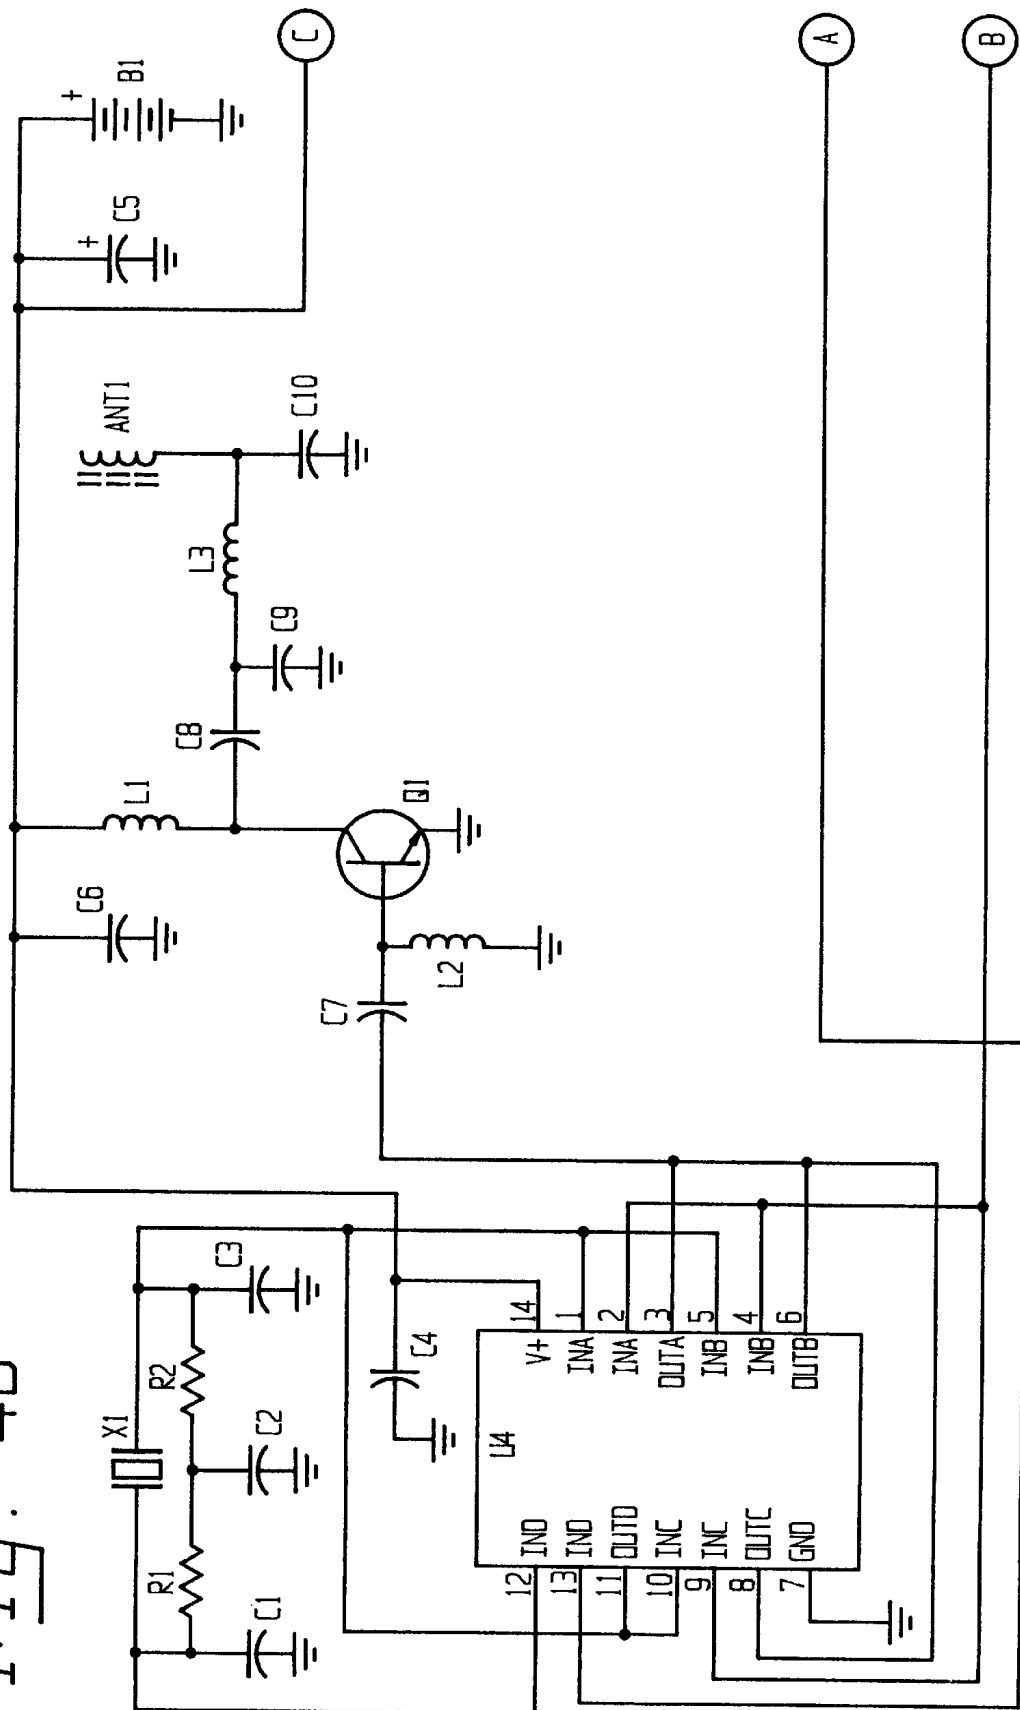 Fig. 4B
X1
B1
+
ANT1
C5
+
C6
L1
R1
R2
C8
L3
C3
C1
C2
C9
C10
C
C7
Q1
C4
L2
U4
12 IND
V+ 14
13 IND
INA 1
11 OUTD
INA 2
10 INC
OUTA 3
9 INC
INB 5
8 OUTC
INB 4
7 GND
OUTB 6
A
B